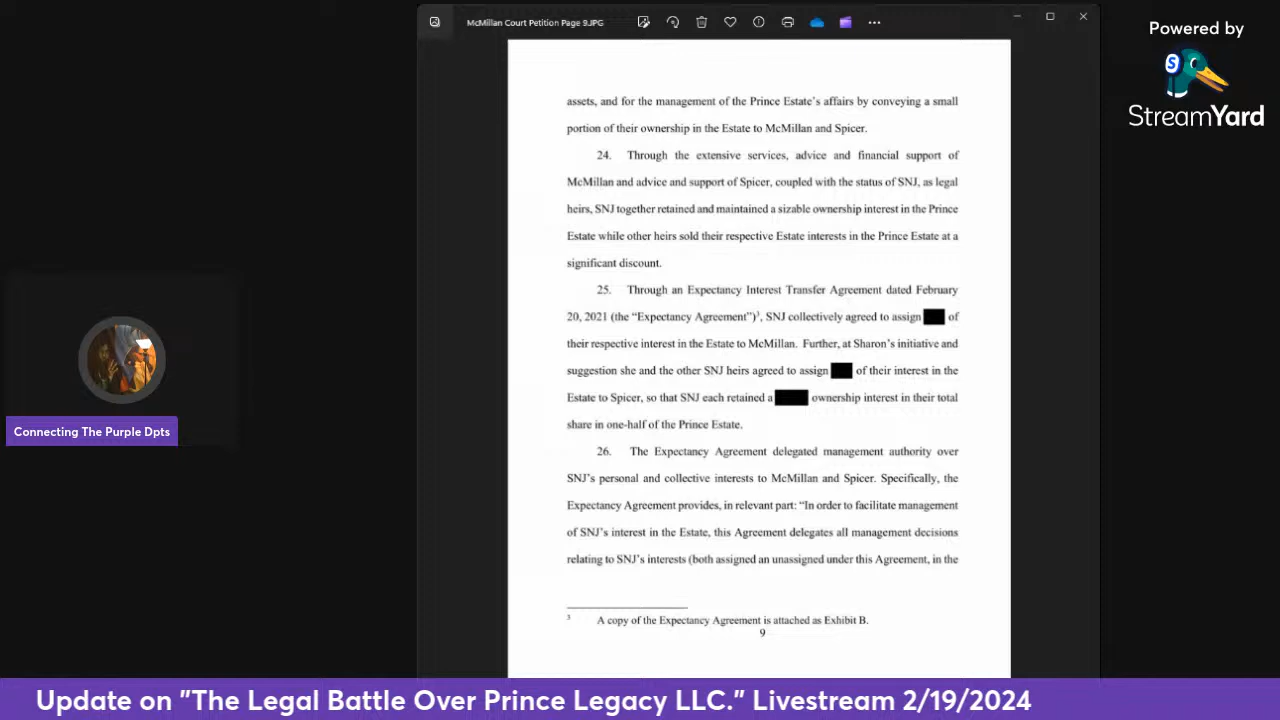 McMillan Court Petition Page 9.JPG
Powered by
S
StreamYard
assets, and for the management of the Prince Estate's affairs by conveying a small
portion of their ownership in the Estate to McMillan and Spicer.
24. Through the extensive services, advice and financial support of
McMillan and advice and support of Spicer, coupled with the status of SNJ, as legal
heirs, SNJ together retained and maintained a sizable ownership interest in the Prince
Estate while other heirs sold their respective Estate interests in the Prince Estate at a
significant discount.
25. Through an Expectancy Interest Transfer Agreement dated February
20, 2021 (the “Expectancy Agreement”)³, SNJ collectively agreed to assign of
their respective interest in the Estate to McMillan. Further, at Sharon's initiative and
suggestion she and the other SNJ heirs agreed to assign of their interest in the
Estate to Spicer, so that SNJ each retained a ownership interest in their total
share in one-half of the Prince Estate.
26. The Expectancy Agreement delegated management authority over
SNJ's personal and collective interests to McMillan and Spicer. Specifically, the
Expectancy Agreement provides, in relevant part: “In order to facilitate management
of SNJ's interest in the Estate, this Agreement delegates all management decisions
relating to SNJ's interests (both assigned an unassigned under this Agreement, in the
3 A copy of the Expectancy Agreement is attached as Exhibit B.
9
Connecting The Purple Dpts
Update on "The Legal Battle Over Prince Legacy LLC." Livestream 2/19/2024